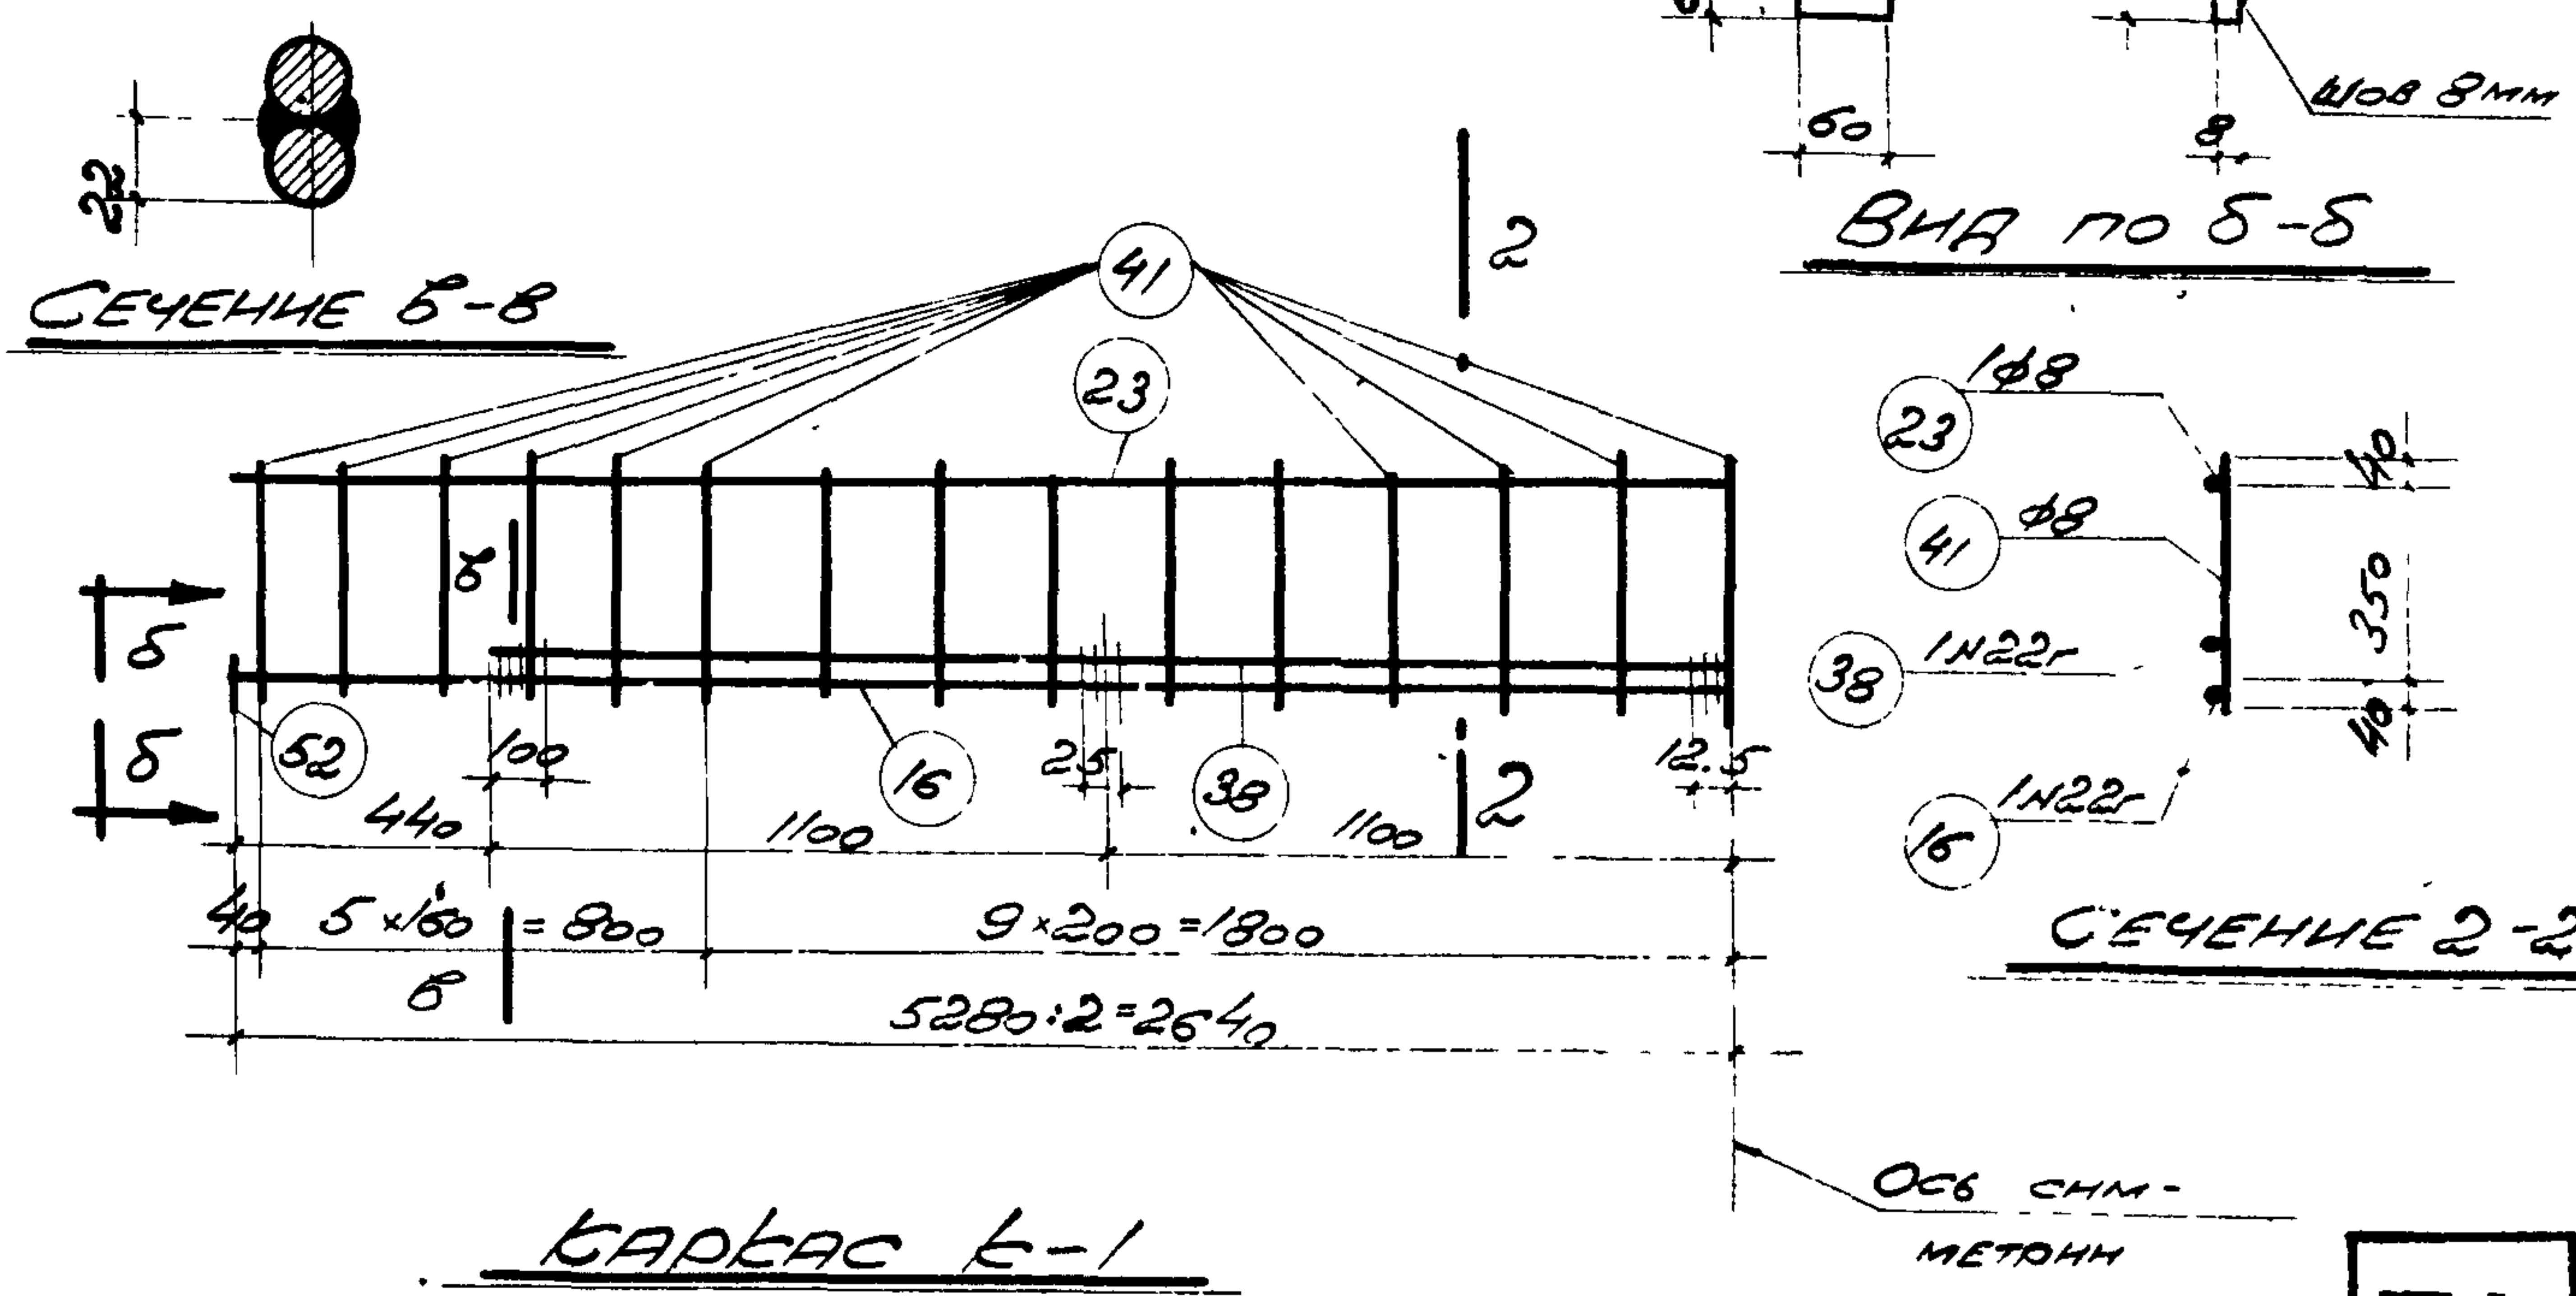 22
Сечение в-в
60
8
шов 8мм
Вид по б-б
41
23
2
в
б
б
52
100
16
25
38
12.5
2
440
1100
1100
40
5×160 = 800
9×200=1800
в
5280:2=2640
23
1ф8
41
ф8
38
1N22г
16
1N22г
40
350
40
Сечение 2-2
Ось сим-
метрии
Каркас К-1